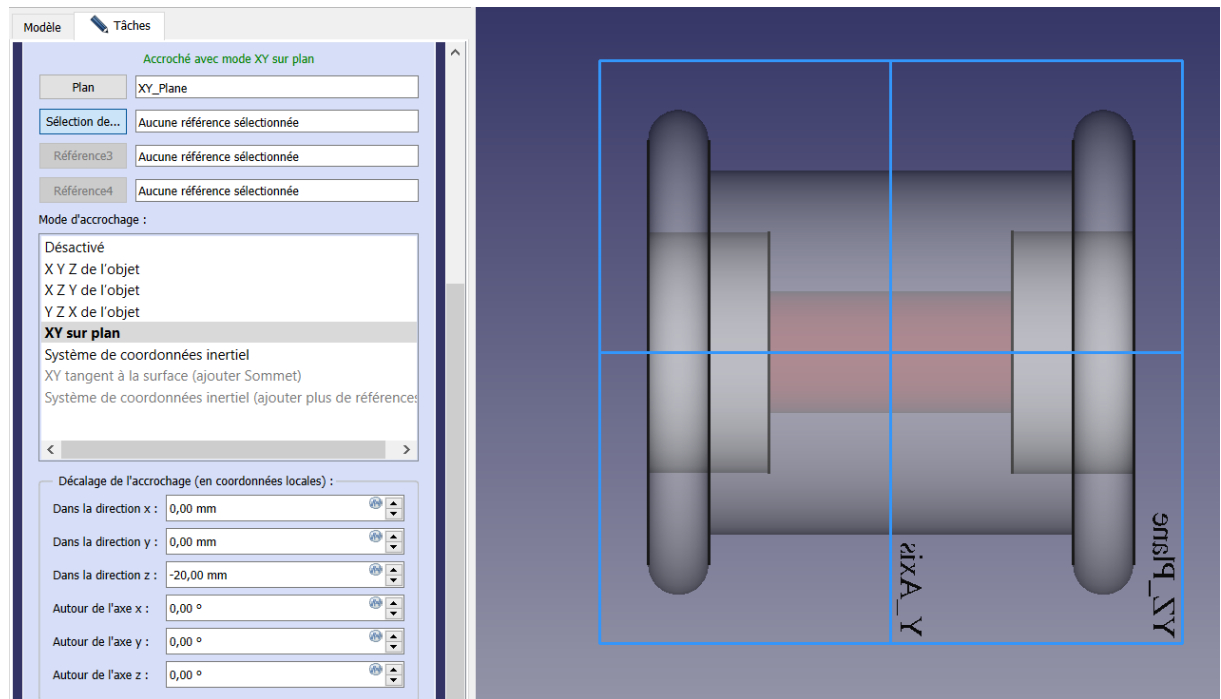 Modèle
Tâches
Accroché avec mode XY sur plan
Plan
XY_Plane
Sélection de...
Aucune référence sélectionnée
Référence3
Aucune référence sélectionnée
Référence4
Aucune référence sélectionnée
Mode d'accrochage :
Désactivé
X Y Z de l'objet
X Z Y de l'objet
Y Z X de l'objet
XY sur plan
Système de coordonnées inertiel
XY tangent à la surface (ajouter Sommet)
Système de coordonnées inertiel (ajouter plus de références
Décalage de l'accrochage (en coordonnées locales) :
Dans la direction x :
0,00 mm
Dans la direction y :
0,00 mm
Dans la direction z :
-20,00 mm
Autour de l'axe x :
0,00 °
Autour de l'axe y :
0,00 °
Autour de l'axe z :
0,00 °
Y_Axis
YZ_Plane